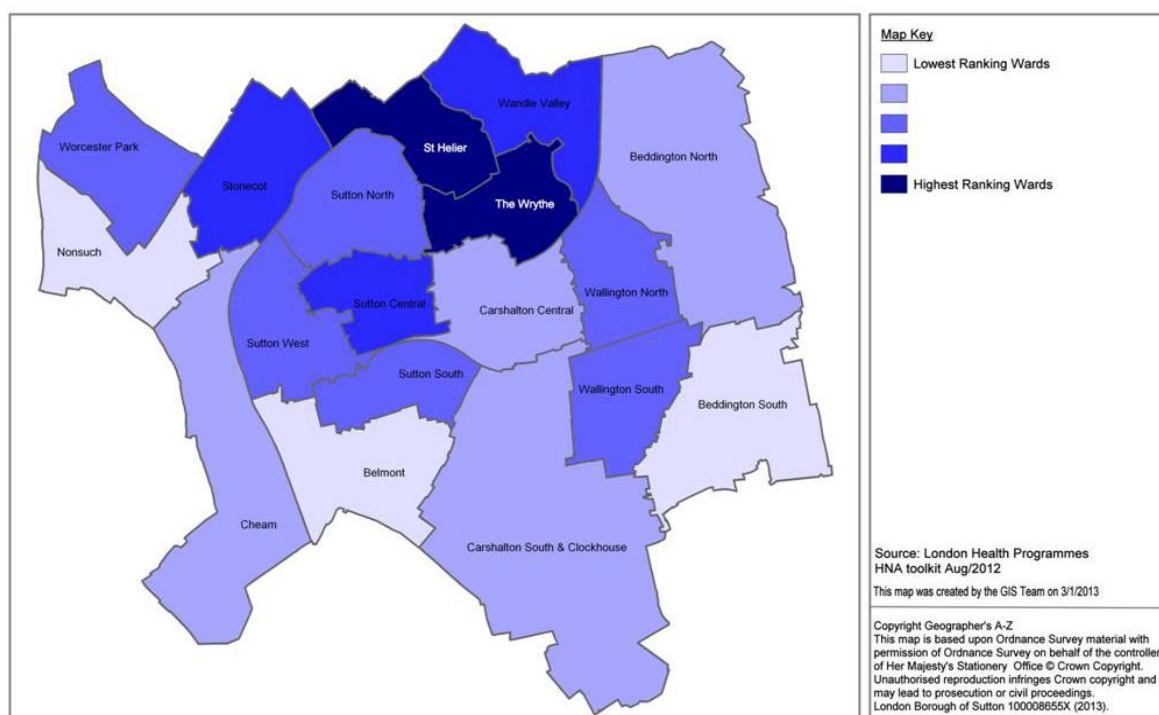 Wandle Valley
Worcester Park
St Helier
Beddington North
Stonecot
Sutton North
The Wrythe
Nonsuch
Wallington North
Sutton Central
Carshalton Central
Sutton West
Sutton South
Wallington South
Beddington South
Belmont
Cheam
Carshalton South & Clockhouse
Map Key
Lowest Ranking Wards
Highest Ranking Wards
Source: London Health Programmes
HNA toolkit Aug/2012
This map was created by the GIS Team on 3/1/2013
Copyright Geographer's A-Z
This map is based upon Ordnance Survey material with
permission of Ordnance Survey on behalf of the controller
of Her Majesty's Stationery Office © Crown Copyright.
Unauthorised reproduction infringes Crown copyright and
may lead to prosecution or civil proceedings.
London Borough of Sutton 100008655X (2013).